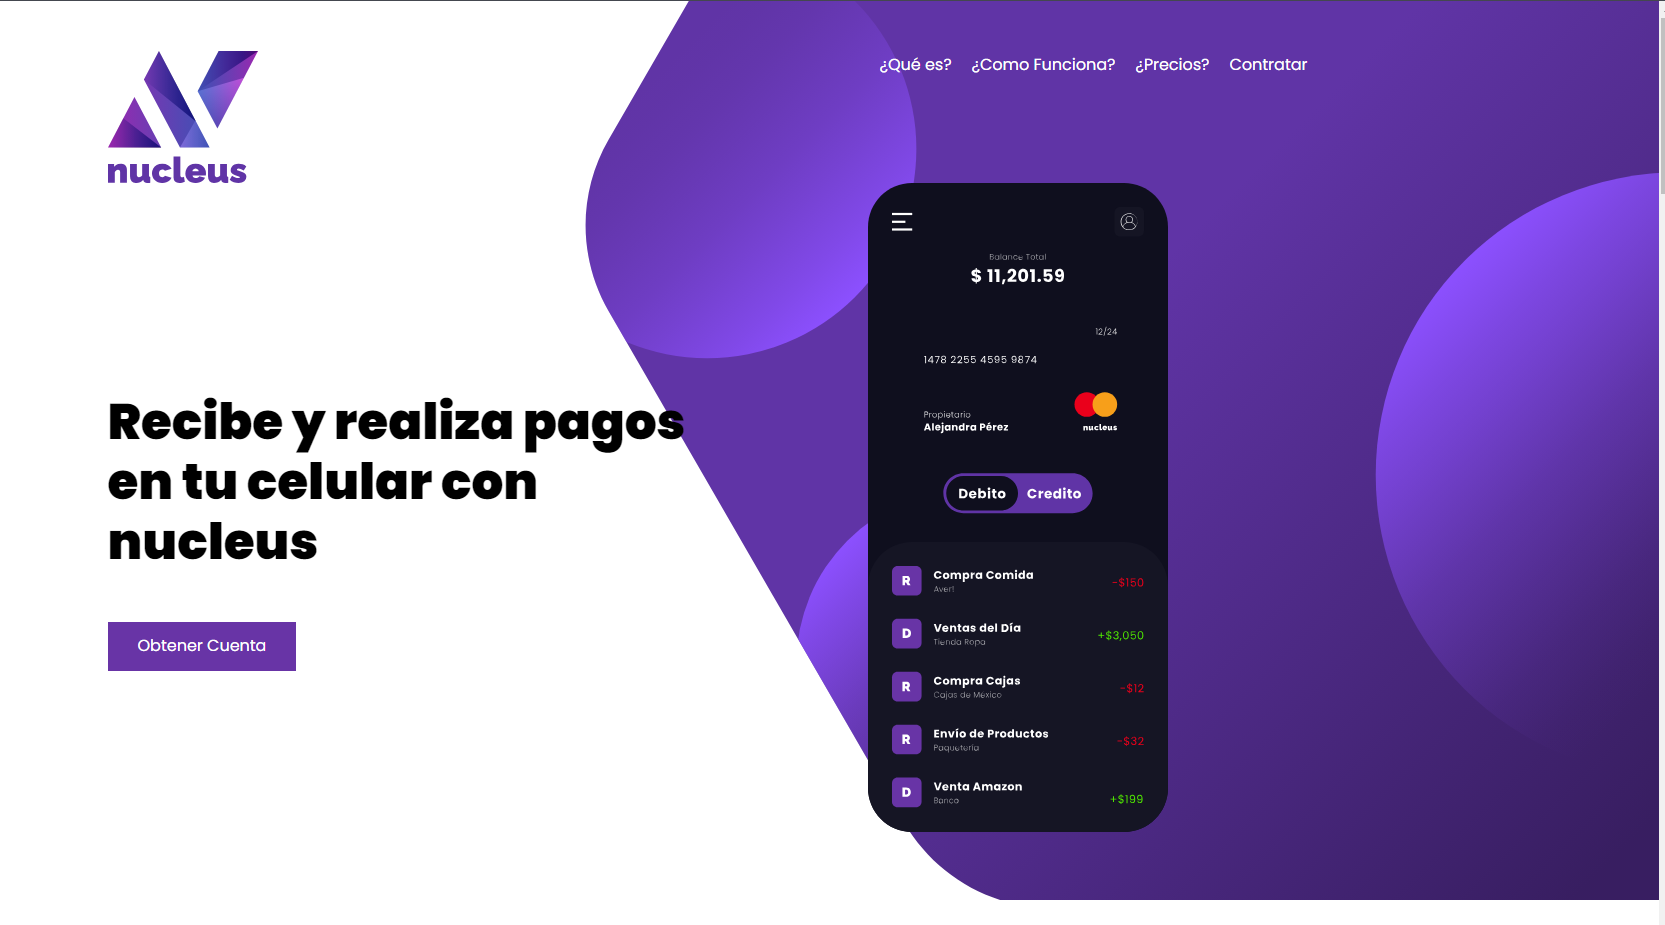 nucleus
¿Qué es? ¿Como Funciona? ¿Precios? Contratar
Recibe y realiza pagos
en tu celular con
nucleus
Obtener Cuenta
Balance Total
$ 11,201.59
12/24
1478 2255 4595 9874
Propietario
Alejandra Pérez
nucleus
Debito Credito
R Compra Comida -$150
Aver!
D Ventas del Día +$3,050
Tienda Ropa
R Compra Cajas -$12
Cajas de México
R Envío de Productos -$32
Paquetería
D Venta Amazon +$199
Banco